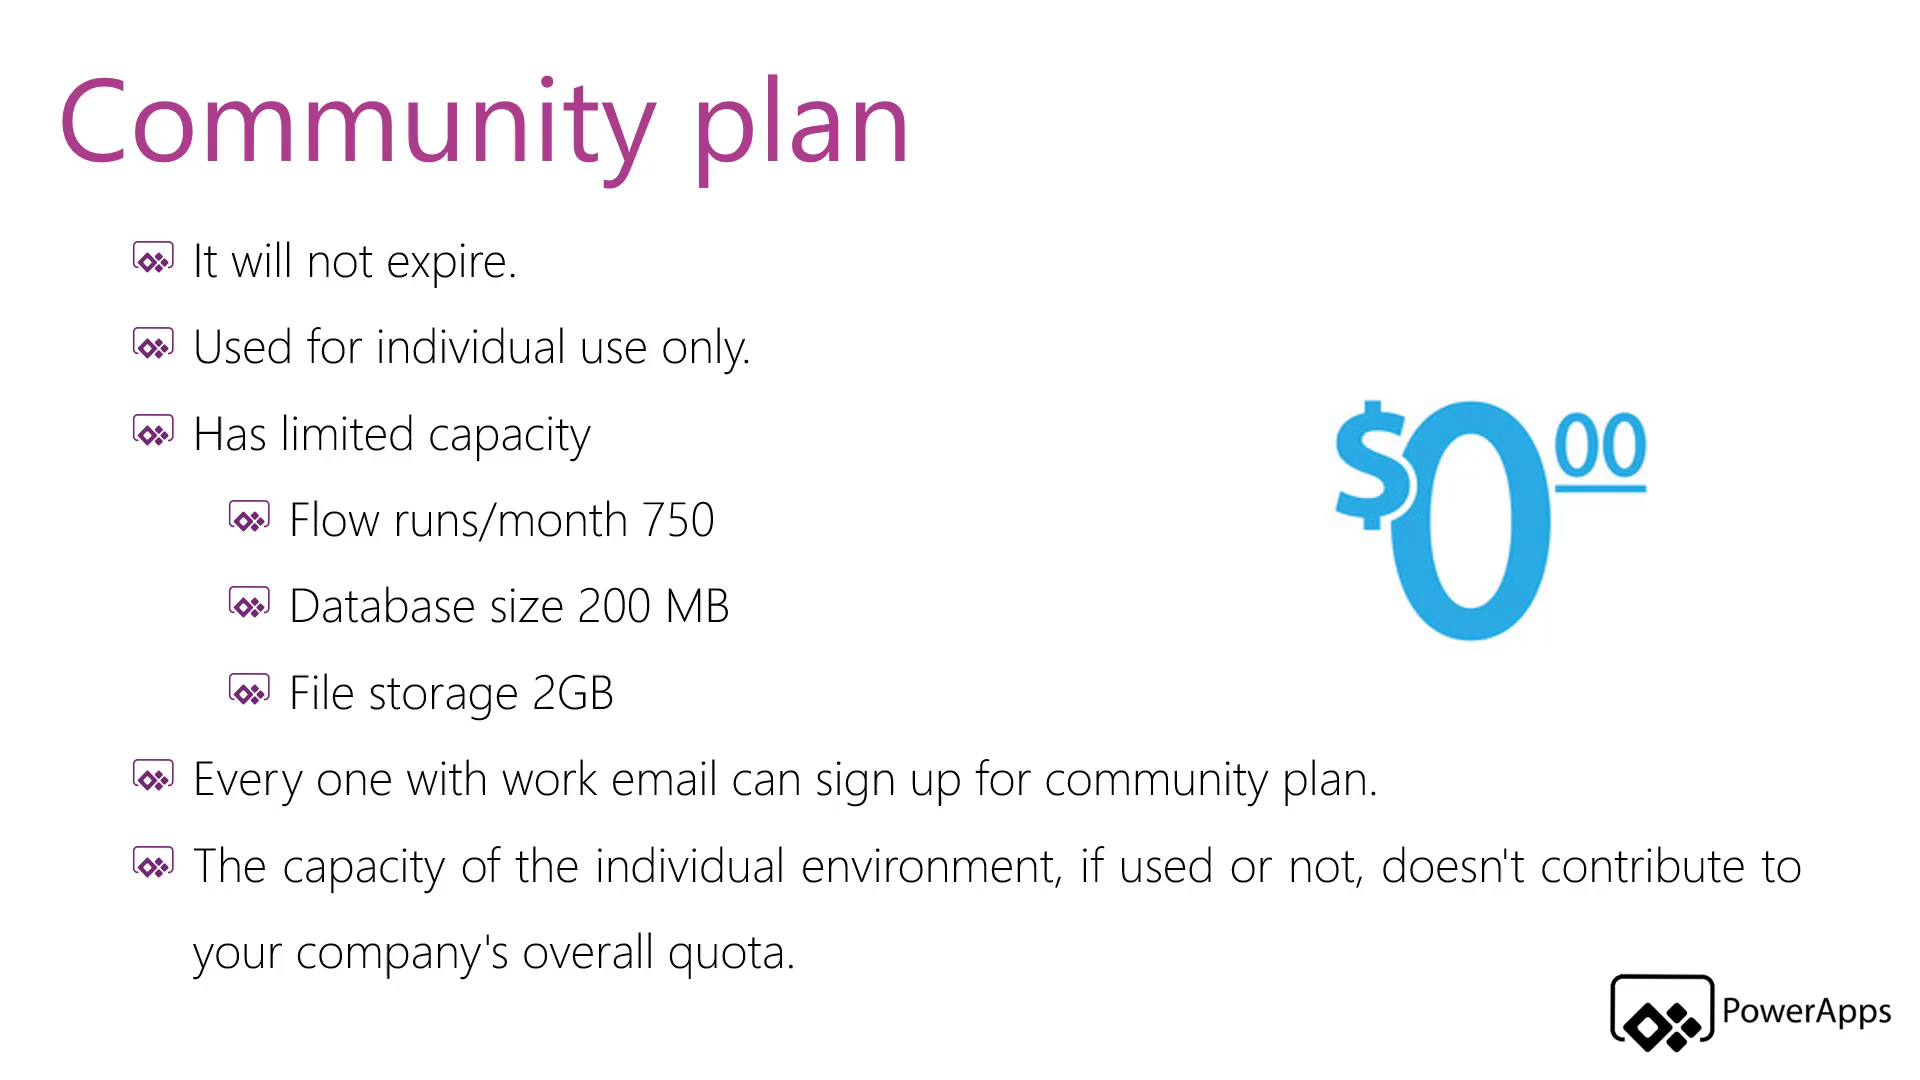 Community plan
It will not expire.
Used for individual use only.
Has limited capacity
Flow runs/month 750
Database size 200 MB
File storage 2GB
$0.00
Every one with work email can sign up for community plan.
The capacity of the individual environment, if used or not, doesn't contribute to
your company's overall quota.
PowerApps